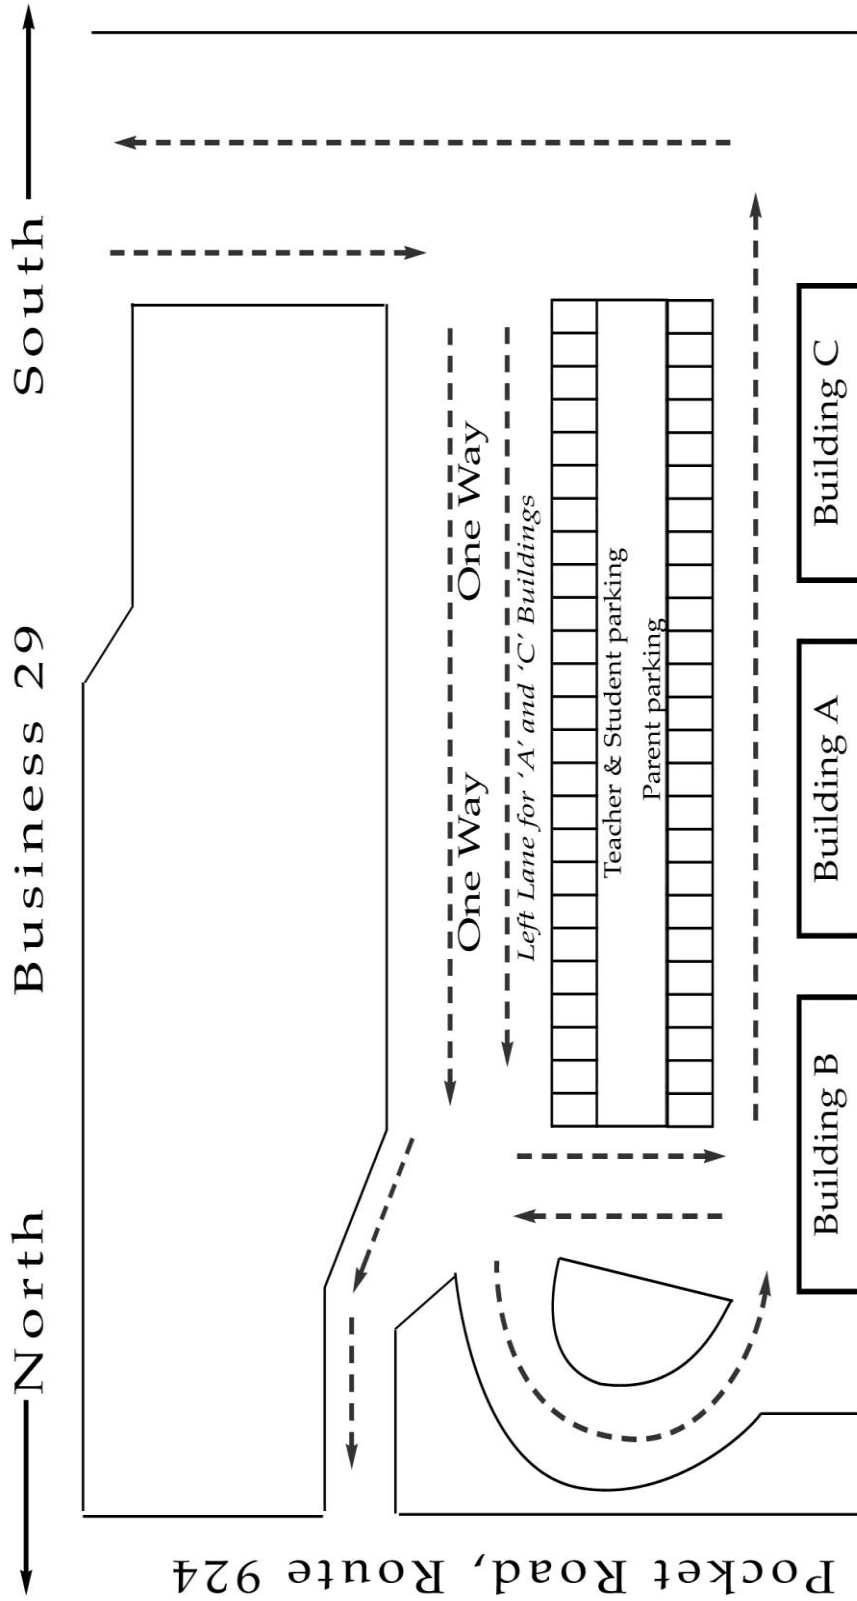 North Business 29 South
One Way One Way
Left Lane for 'A' and 'C' Buildings
Teacher & Student parking
Parent parking
Building B
Building A
Building C
Pocket Road, Route 924